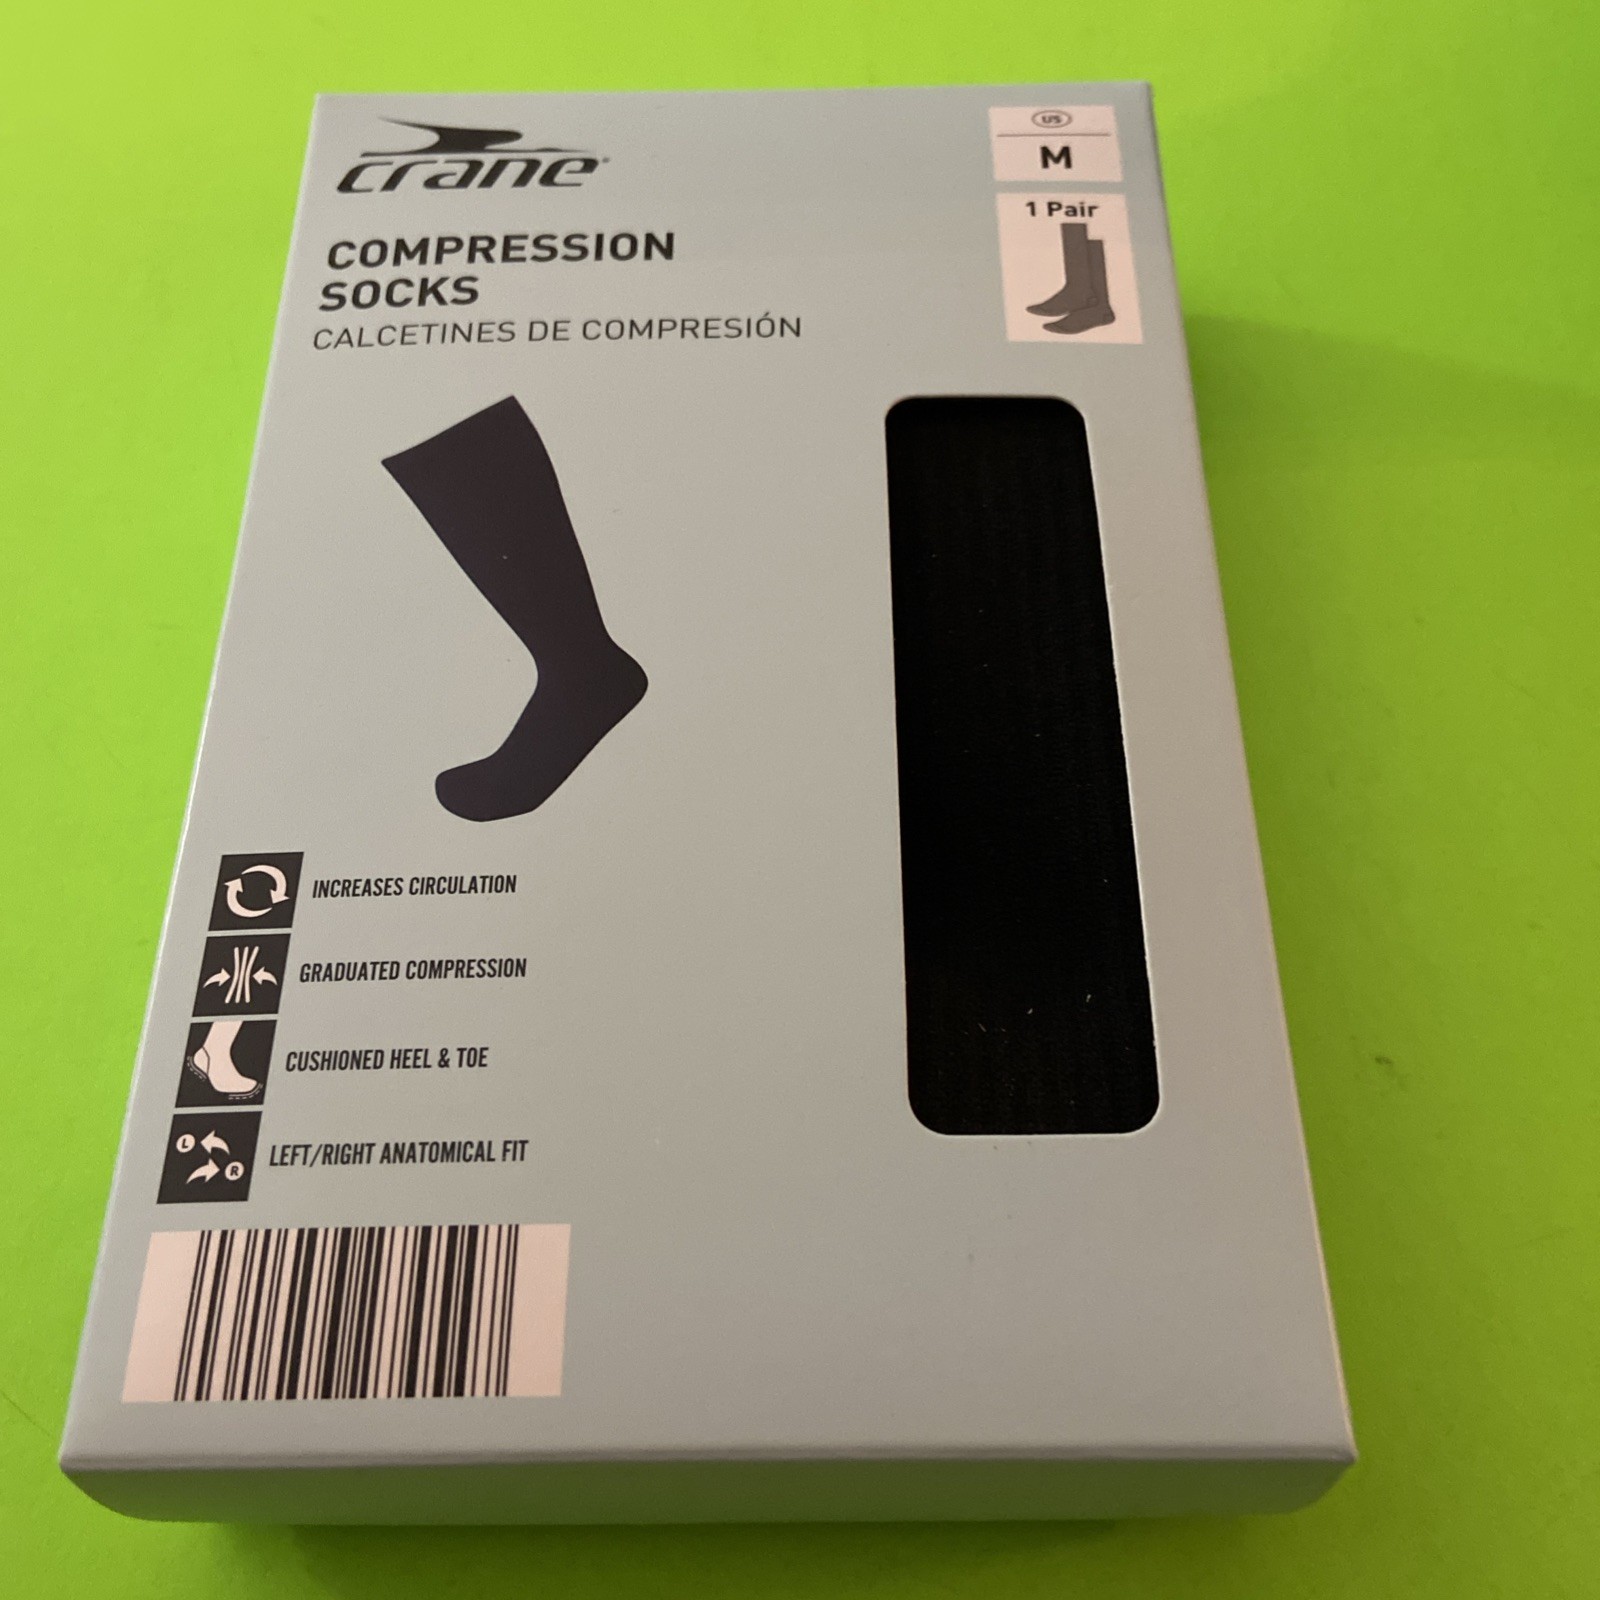 crane
US
M
1 Pair
COMPRESSION
SOCKS
CALCETINES DE COMPRESIÓN
INCREASES CIRCULATION
GRADUATED COMPRESSION
CUSHIONED HEEL & TOE
L
R
LEFT/RIGHT ANATOMICAL FIT